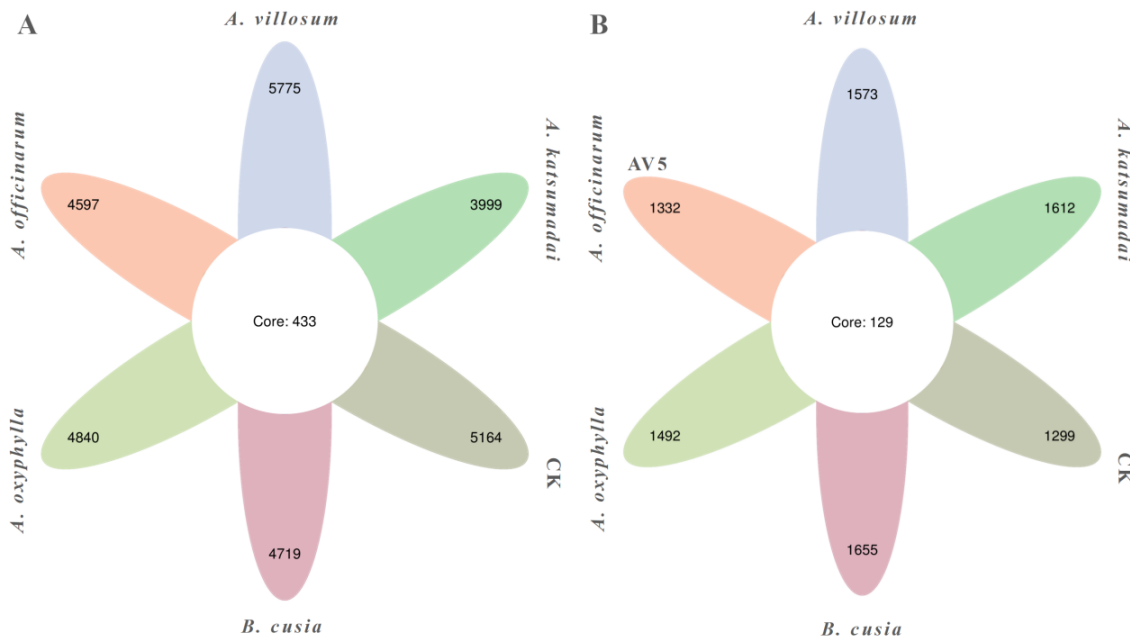 A
A. villosum
5775
A. officinarum
4597
3999
A. katsumadai
Core: 433
A. oxyphylla
4840
5164
CK
4719
B. cusia
B
A. villosum
1573
A. officinarum
AV5
1332
1612
A. katsumadai
Core: 129
A. oxyphylla
1492
1299
CK
1655
B. cusia